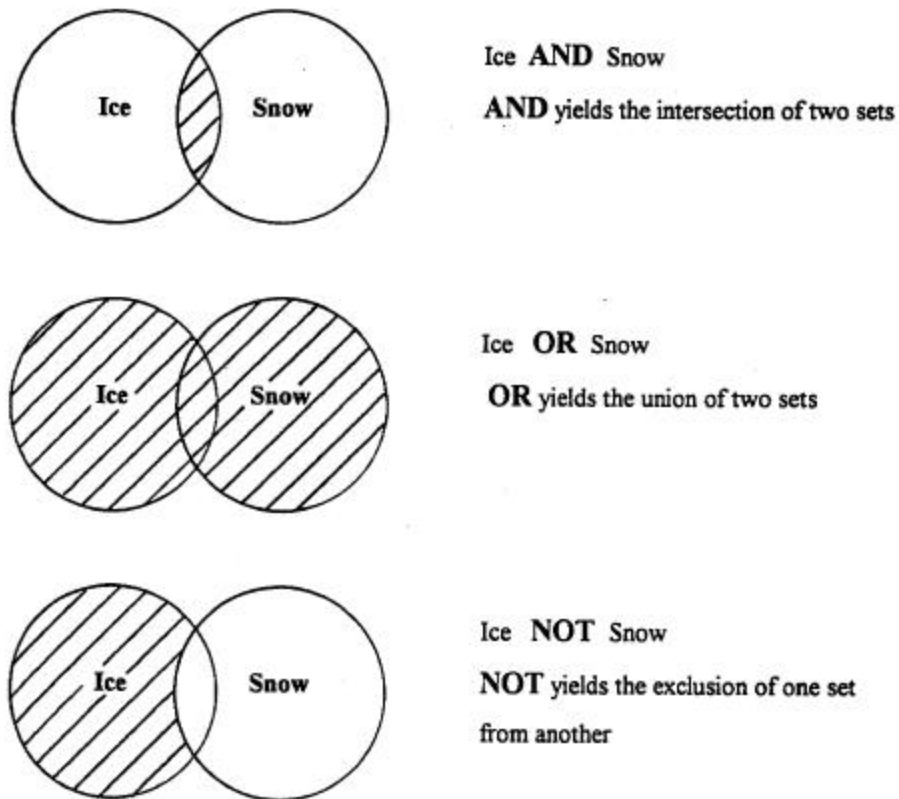 Ice
Snow
Ice AND Snow
AND yields the intersection of two sets
Ice
Snow
Ice OR Snow
OR yields the union of two sets
Ice
Snow
Ice NOT Snow
NOT yields the exclusion of one set
from another